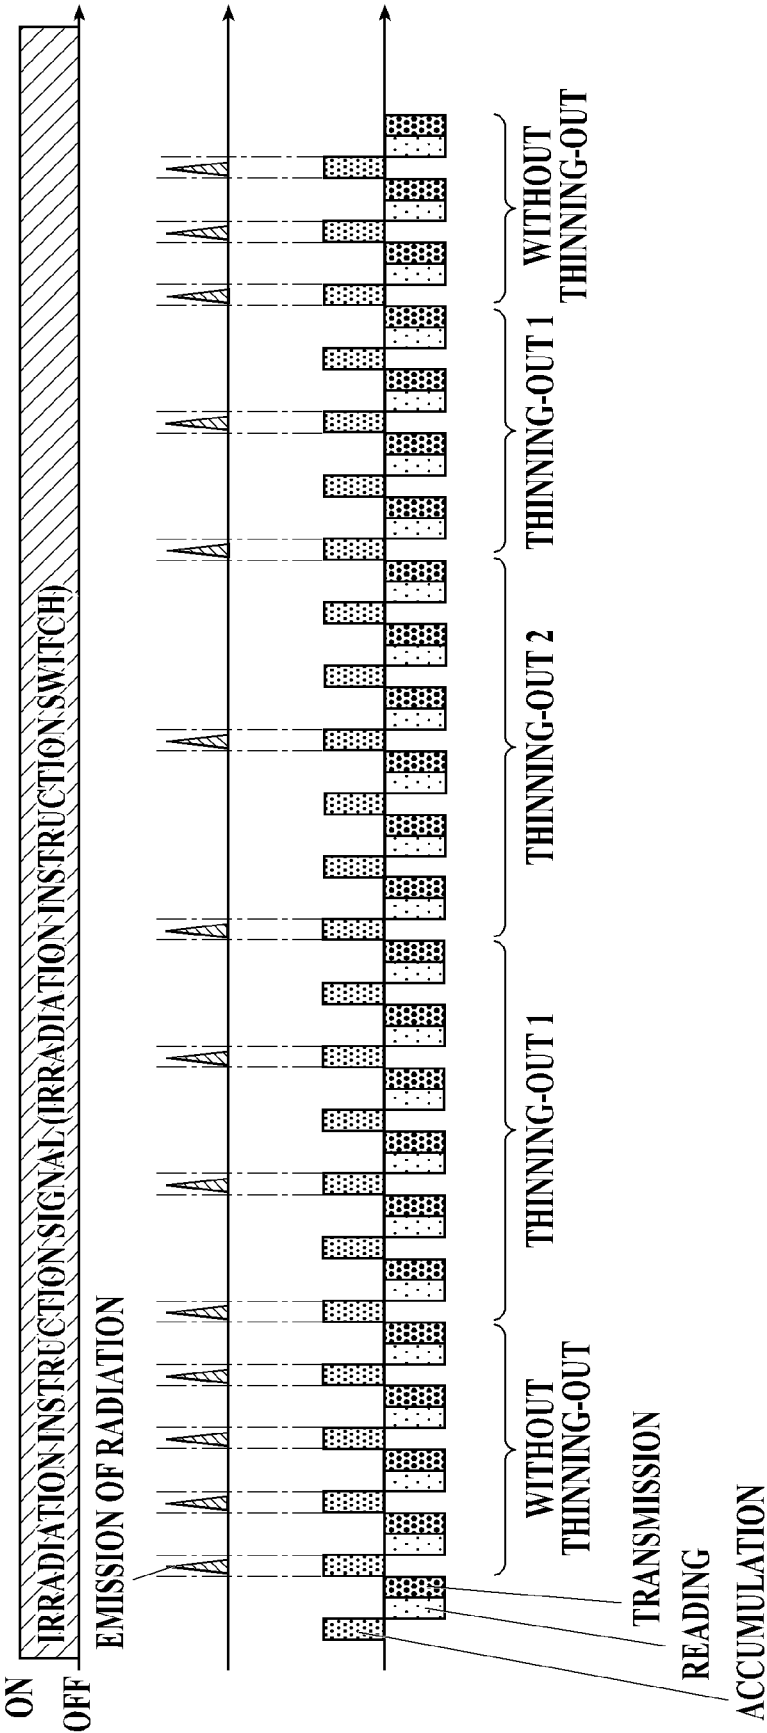 ON
OFF
IRRADIATION INSTRUCTION SIGNAL (IRRADIATION INSTRUCTION SWITCH)
EMISSION OF RADIATION
WITHOUT
THINNING-OUT
THINNING-OUT 1
THINNING-OUT 2
THINNING-OUT 1
WITHOUT
THINNING-OUT
TRANSMISSION
READING
ACCUMULATION